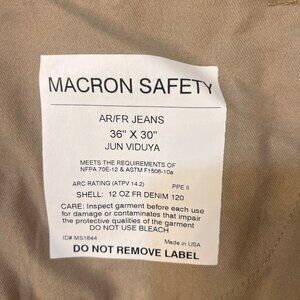 MACRON SAFETY
AR/FR JEANS
36" X 30"
JUN VIDUYA
MEETS THE REQUIREMENTS OF
NFPA 70E-12 & ASTM F1506-10a
ARC RATING (ATPV 14.2) PPE II
SHELL: 12 OZ FR DENIM 120
CARE: Inspect garment before each use
for damage or contaminates that impair
the protective qualities of the garment
DO NOT USE BLEACH
ID# MS1844 Made in USA
DO NOT REMOVE LABEL